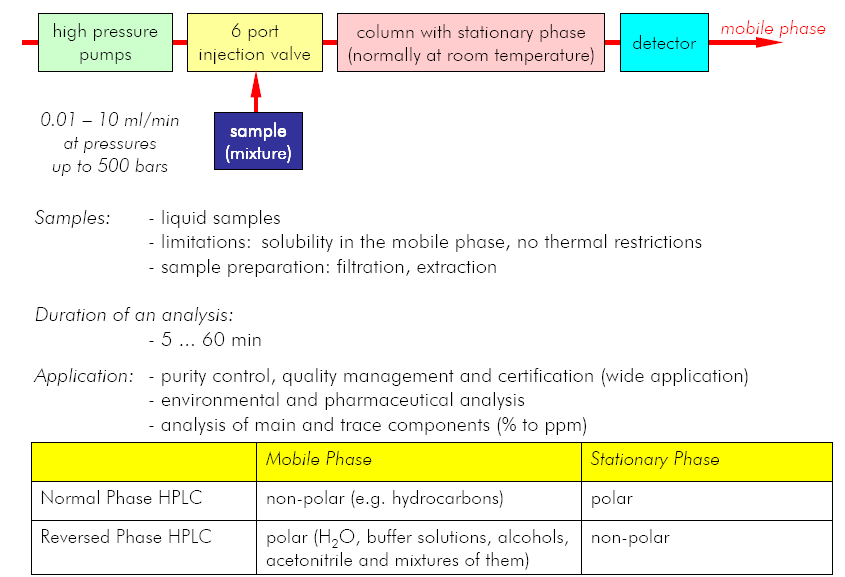 high pressure
pumps
6 port
injection valve
column with stationary phase
(normally at room temperature)
detector
mobile phase
0.01 – 10 ml/min
at pressures
up to 500 bars
sample
(mixture)
Samples: - liquid samples
- limitations: solubility in the mobile phase, no thermal restrictions
- sample preparation: filtration, extraction
Duration of an analysis:
- 5 ... 60 min
Application: - purity control, quality management and certification (wide application)
- environmental and pharmaceutical analysis
- analysis of main and trace components (% to ppm)
Mobile Phase Stationary Phase
Normal Phase HPLC non-polar (e.g. hydrocarbons) polar
Reversed Phase HPLC polar (H₂O, buffer solutions, alcohols, non-polar
acetonitrile and mixtures of them)